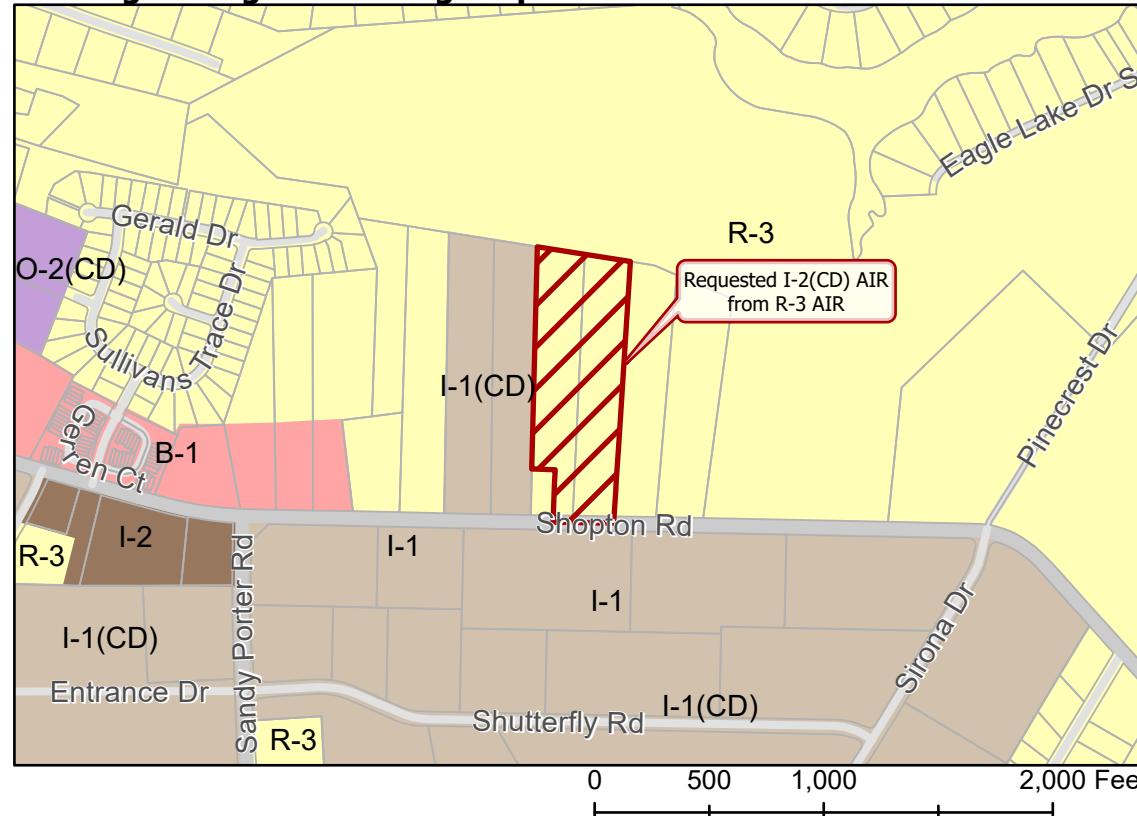 Eagle Lake Dr S
Gerald Dr
R-3
O-2(CD)
Requested I-2(CD) AIR
from R-3 AIR
Sullivans Trace Dr
Pinecrest Dr
I-1(CD)
Gerren Ct
B-1
Shopton Rd
I-2
I-1
R-3
I-1
Sandy Porter Rd
I-1(CD)
Sirona Dr
Entrance Dr
I-1(CD)
Shutterfly Rd
R-3
0 500 1,000 2,000 Fee